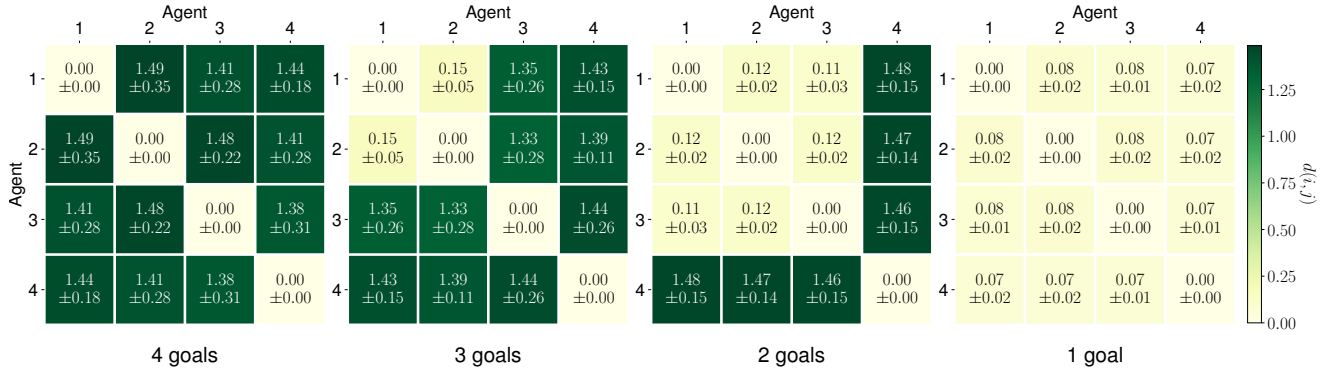 Agent Agent Agent Agent
1 2 3 4 1 2 3 4 1 2 3 4 1 2 3 4
1 0.00 1.49 1.41 1.44 1 0.00 0.15 1.35 1.43 1 0.00 0.12 0.11 1.48 1 0.00 0.08 0.08 0.07
±0.00 ±0.35 ±0.28 ±0.18 ±0.00 ±0.05 ±0.26 ±0.15 ±0.00 ±0.02 ±0.03 ±0.15 ±0.00 ±0.02 ±0.01 ±0.02
2 1.49 0.00 1.48 1.41 2 0.15 0.00 1.33 1.39 2 0.12 0.00 0.12 1.47 2 0.08 0.00 0.08 0.07
±0.35 ±0.00 ±0.22 ±0.28 ±0.05 ±0.00 ±0.28 ±0.11 ±0.02 ±0.00 ±0.02 ±0.14 ±0.02 ±0.00 ±0.02 ±0.02
3 1.41 1.48 0.00 1.38 3 1.35 1.33 0.00 1.44 3 0.11 0.12 0.00 1.46 3 0.08 0.08 0.00 0.07
±0.28 ±0.22 ±0.00 ±0.31 ±0.26 ±0.28 ±0.00 ±0.26 ±0.03 ±0.02 ±0.00 ±0.15 ±0.01 ±0.02 ±0.00 ±0.01
4 1.44 1.41 1.38 0.00 4 1.43 1.39 1.44 0.00 4 1.48 1.47 1.46 0.00 4 0.07 0.07 0.07 0.00
±0.18 ±0.28 ±0.31 ±0.00 ±0.15 ±0.11 ±0.26 ±0.00 ±0.15 ±0.14 ±0.15 ±0.00 ±0.02 ±0.02 ±0.01 ±0.00
Agent
4 goals 3 goals 2 goals 1 goal
1.25
1.00
0.75
0.50
0.25
0.00
d(i, j)